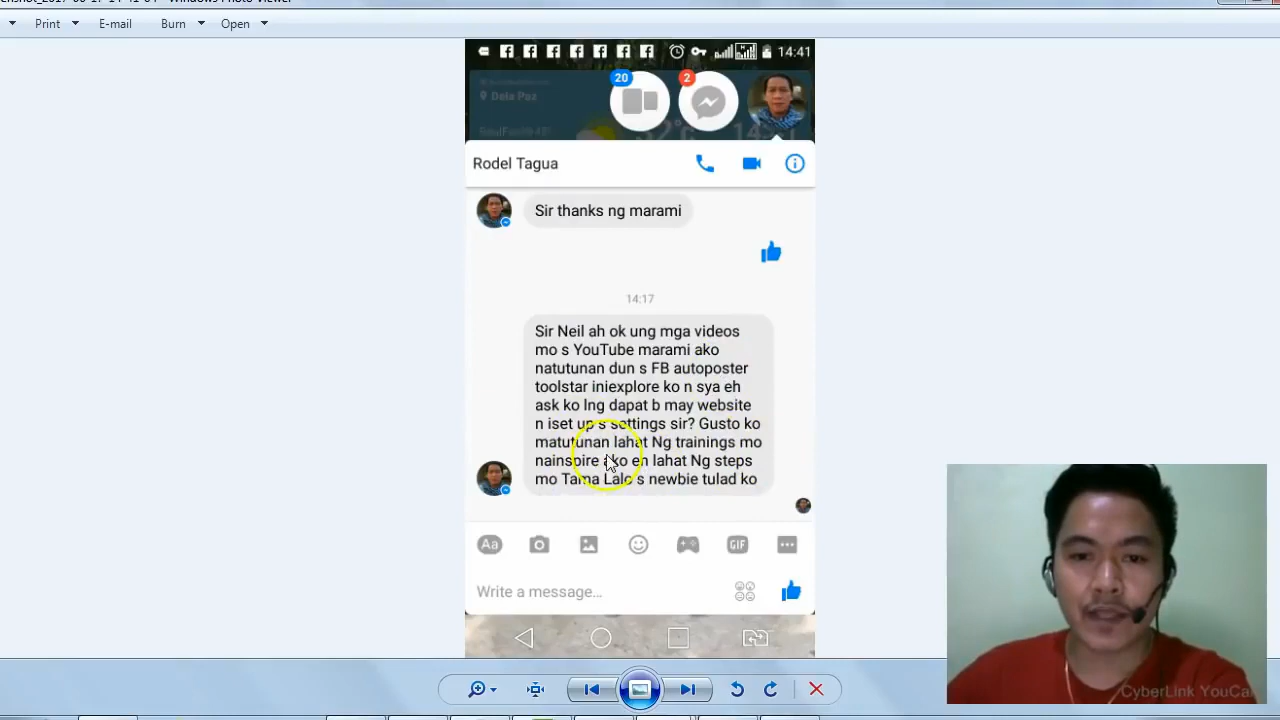 Print
E-mail
Burn
Open
14:41
20
2
Dela Paz
Rodel Tagua
Sir thanks ng marami
14:17
Sir Neil ah ok ung mga videos
mo s YouTube marami ako
natutunan dun s FB autoposter
toolstar iniexplore ko n sya eh
ask ko lng dapat b may website
n iset up s settings sir? Gusto ko
matutunan lahat Ng trainings mo
nainspire ako eh lahat Ng steps
mo Tama Lalo s newbie tulad ko
Aa
GIF
Write a message...
CyberLink YouCa